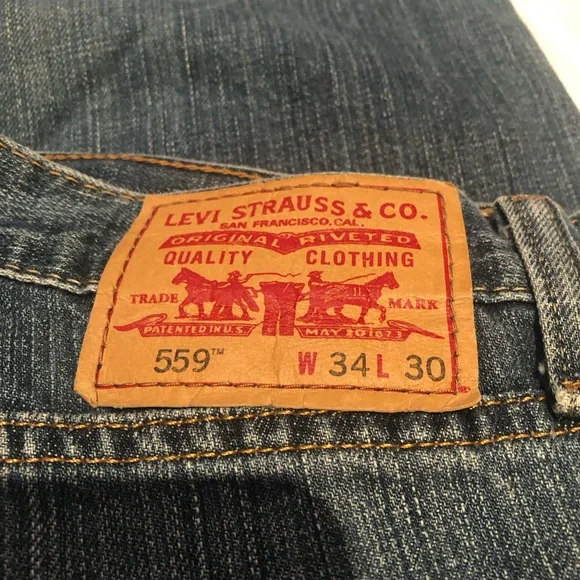 LEVI STRAUSS & CO.
SAN FRANCISCO, CAL.
ORIGINAL RIVETED
QUALITY CLOTHING
TRADE MARK
PATENTED IN U.S. MAY 20 1873
559™ W 34 L 30
®